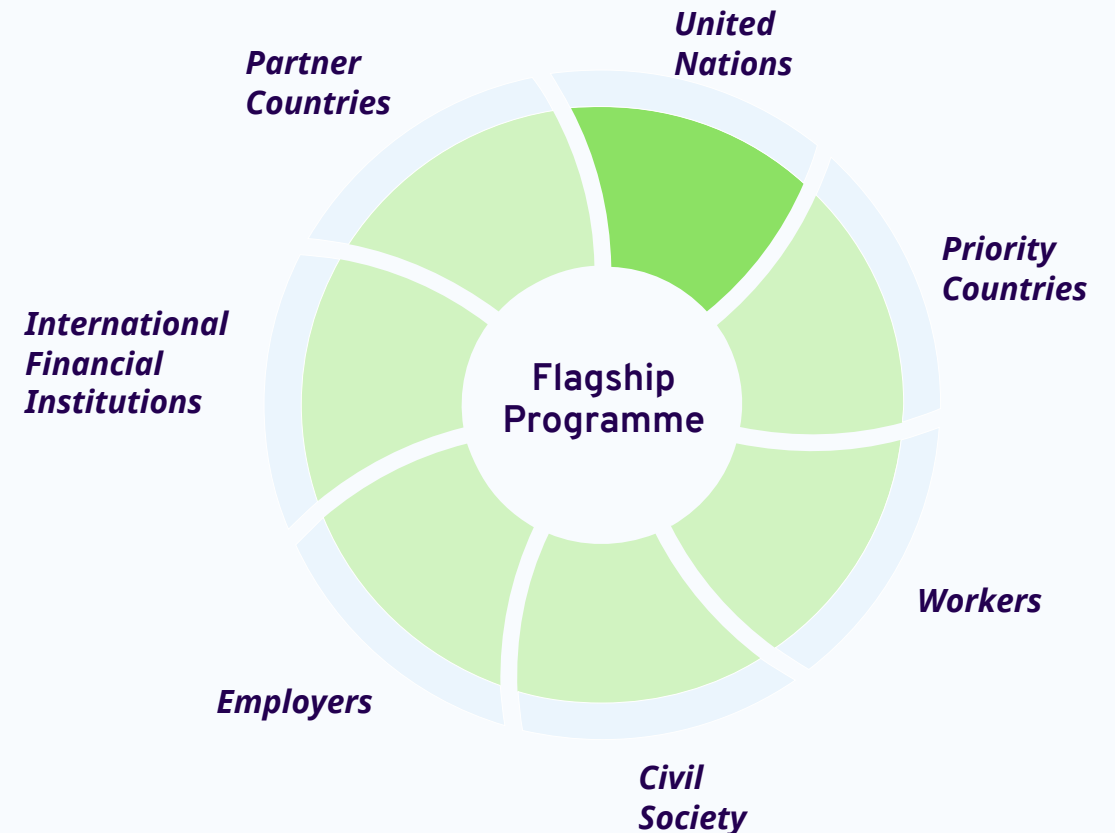 United
Nations
Partner
Countries
Priority
Countries
International
Financial
Institutions
Flagship
Programme
Workers
Employers
Civil
Society